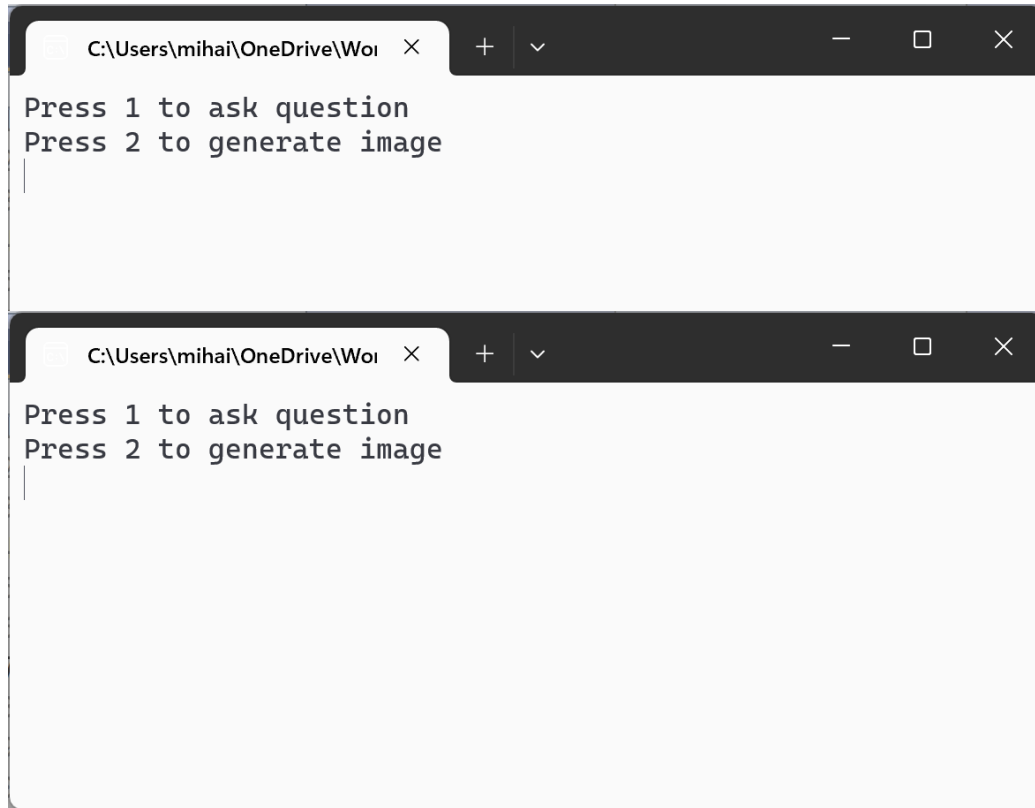 C:\Users\mihai\OneDrive\Wor
Press 1 to ask question
Press 2 to generate image
C:\Users\mihai\OneDrive\Wor
Press 1 to ask question
Press 2 to generate image